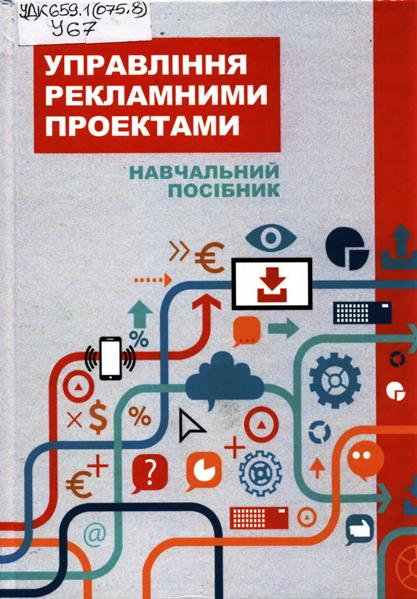 УДК 659.1(075.8)
У67
УПРАВЛІННЯ
РЕКЛАМНИМИ
ПРОЕКТАМИ
НАВЧАЛЬНИЙ
ПОСІБНИК